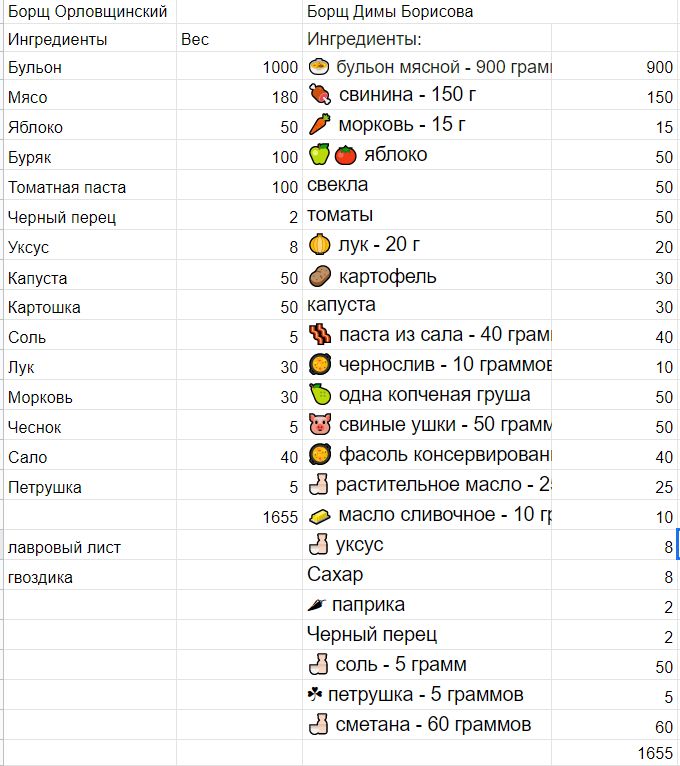 Борщ Орловщинский Борщ Димы Борисова
Ингредиенты Вес Ингредиенты:
Бульон 1000 бульон мясной - 900 грам 900
Мясо 180 свинина - 150 г 150
Яблоко 50 морковь - 15 г 15
Буряк 100 яблоко 50
Томатная паста 100 свекла 50
Черный перец 2 томаты 50
Уксус 8 лук - 20 г 20
Капуста 50 картофель 30
Картошка 50 капуста 30
Соль 5 паста из сала - 40 грам 40
Лук 30 чернослив - 10 граммов 10
Морковь 30 одна копченая груша 50
Чеснок 5 свиные ушки - 50 грамм 50
Сало 40 фасоль консервирован 40
Петрушка 5 растительное масло - 25 25
1655 масло сливочное - 10 гр 10
лавровый лист уксус 8
гвоздика Сахар 8
паприка 2
Черный перец 2
соль - 5 грамм 50
петрушка - 5 граммов 5
сметана - 60 граммов 60
1655